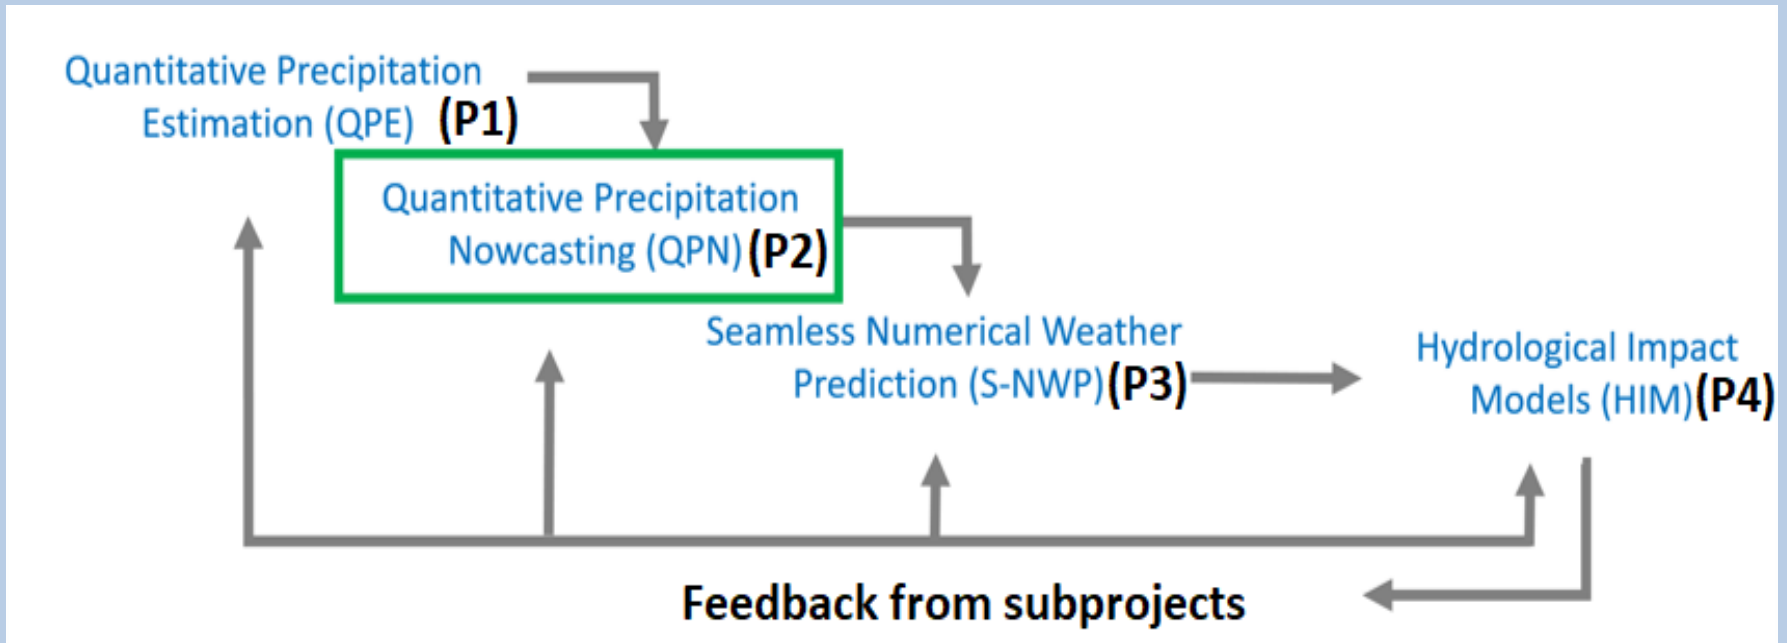 Quantitative Precipitation
Estimation (QPE) (P1)
Quantitative Precipitation
Nowcasting (QPN) (P2)
Seamless Numerical Weather
Prediction (S-NWP) (P3)
Hydrological Impact
Models (HIM) (P4)
Feedback from subprojects